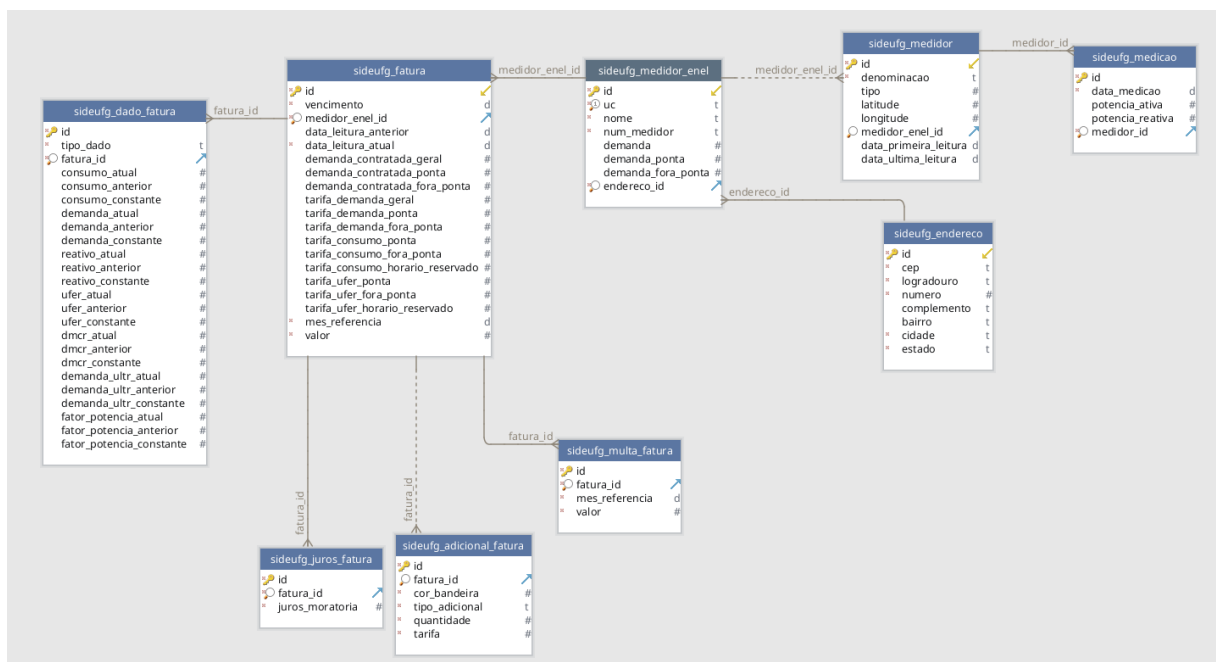 sideufg_dado_fatura
id
tipo_dado t
fatura_id
consumo_atual #
consumo_anterior #
consumo_constante #
demanda_atual #
demanda_anterior #
demanda_constante #
reativo_atual #
reativo_anterior #
reativo_constante #
ufer_atual #
ufer_anterior #
ufer_constante #
dmcr_atual #
dmcr_anterior #
dmcr_constante #
demanda_ultr_atual #
demanda_ultr_anterior #
demanda_ultr_constante #
fator_potencia_atual #
fator_potencia_anterior #
fator_potencia_constante #
fatura_id
sideufg_fatura
id
vencimento d
medidor_enel_id
data_leitura_anterior d
data_leitura_atual d
demanda_contratada_geral #
demanda_contratada_ponta #
demanda_contratada_fora_ponta #
tarifa_demanda_geral #
tarifa_demanda_ponta #
tarifa_demanda_fora_ponta #
tarifa_consumo_ponta #
tarifa_consumo_fora_ponta #
tarifa_consumo_horario_reservado #
tarifa_ufer_ponta #
tarifa_ufer_fora_ponta #
tarifa_ufer_horario_reservado #
mes_referencia d
valor #
medidor_enel_id
sideufg_medidor_enel
id
uc t
nome t
num_medidor t
demanda #
demanda_ponta #
demanda_fora_ponta #
endereco_id
medidor_enel_id
sideufg_medidor
id
denominacao t
tipo #
latitude #
longitude #
medidor_enel_id
data_primeira_leitura d
data_ultima_leitura d
medidor_id
sideufg_medicao
id
data_medicao d
potencia_ativa #
potencia_reativa #
medidor_id
endereco_id
sideufg_endereco
id
cep t
logradouro t
numero #
complemento t
bairro t
cidade t
estado t
fatura_id
sideufg_multa_fatura
id
fatura_id
mes_referencia d
valor #
fatura_id
sideufg_juros_fatura
id
fatura_id
juros_moratoria #
fatura_id
sideufg_adicional_fatura
id
fatura_id
cor_bandeira #
tipo_adicional t
quantidade #
tarifa #